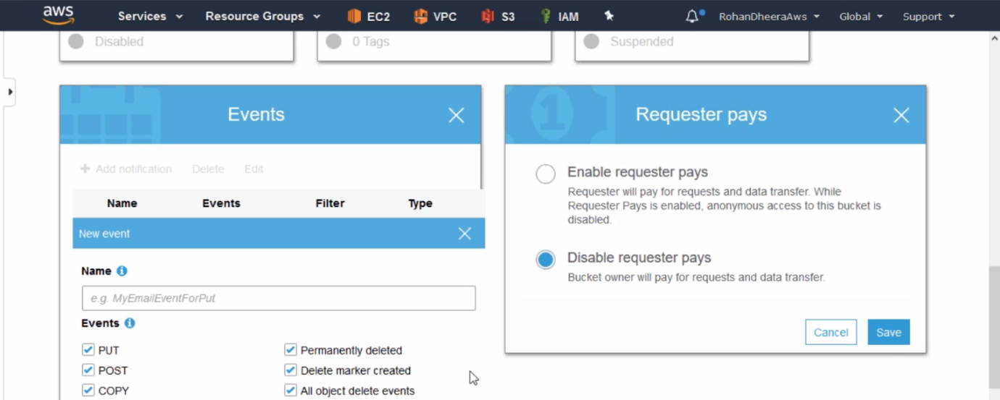 aws Services Resource Groups EC2 VPC S3 IAM RohanDheeraAws Global Support
Disabled 0 Tags Suspended
Events
+ Add notification Delete Edit
Name Events Filter Type
New event
Name
e.g. MyEmailEventForPut
Events
PUT Permanently deleted
POST Delete marker created
COPY All object delete events
1
Requester pays
Enable requester pays
Requester will pay for requests and data transfer. While
Requester Pays is enabled, anonymous access to this bucket is
disabled.
Disable requester pays
Bucket owner will pay for requests and data transfer.
Cancel Save